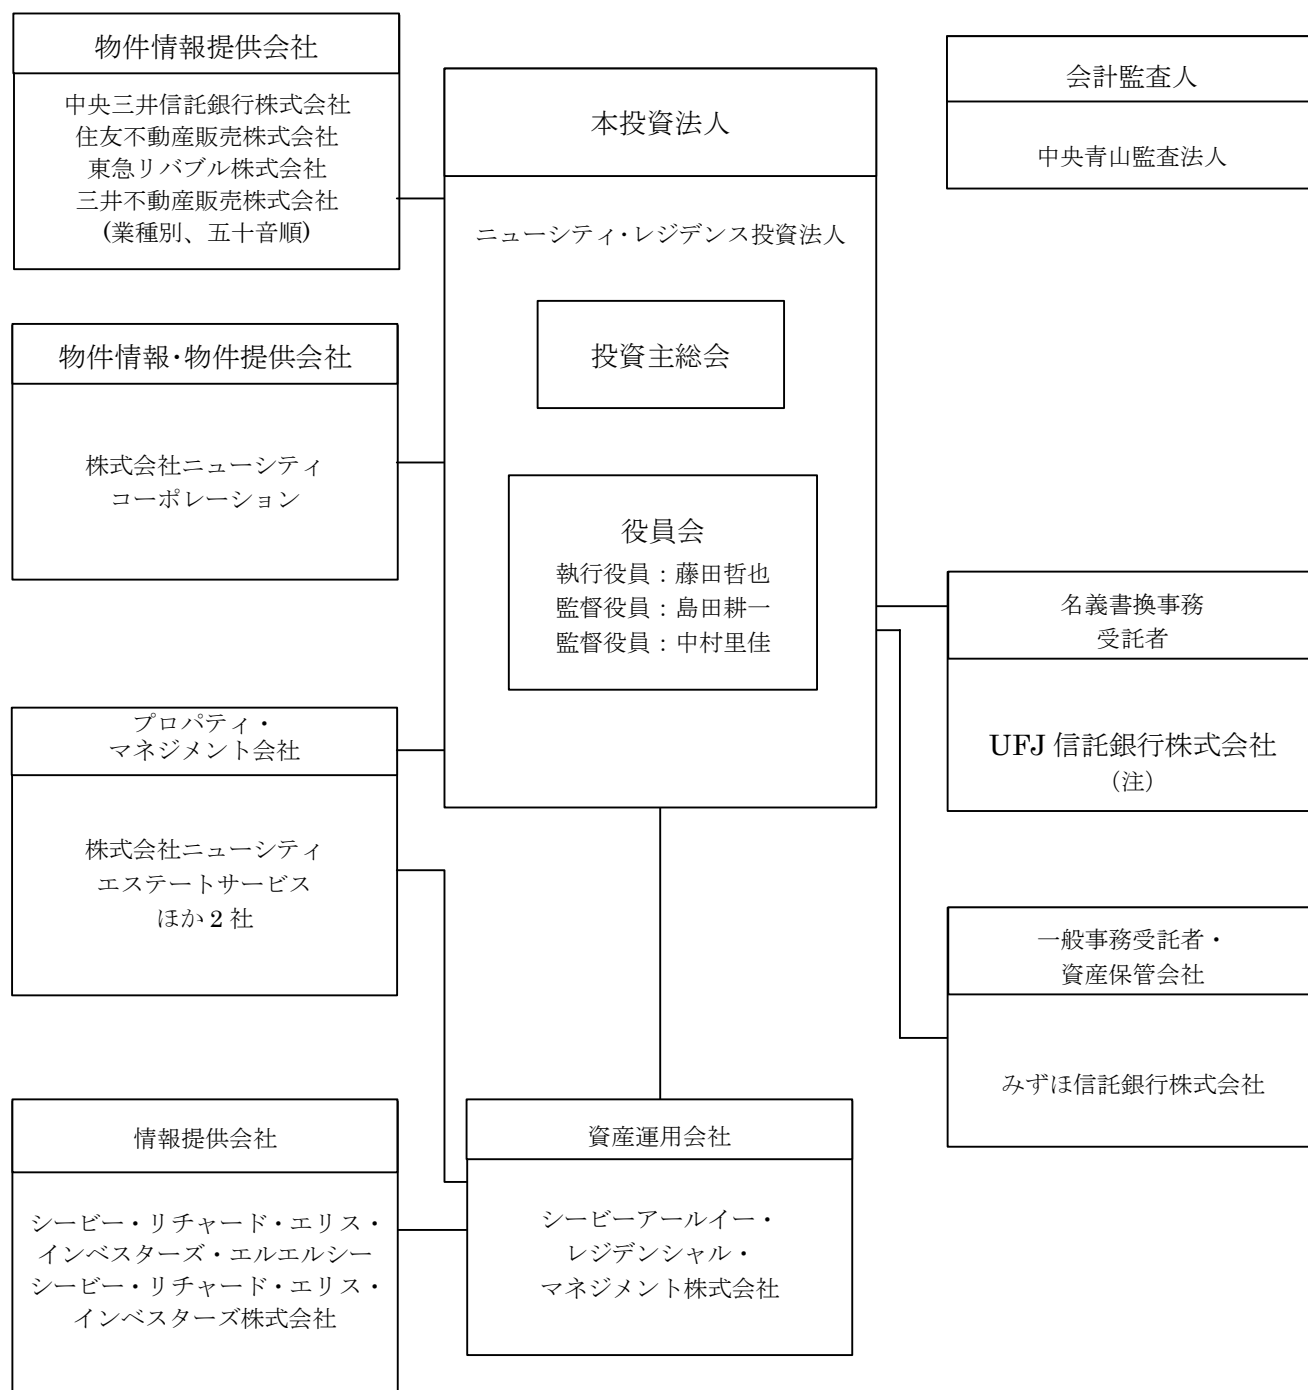 物件情報提供会社
中央三井信託銀行株式会社
住友不動産販売株式会社
東急リバブル株式会社
三井不動産販売株式会社
(業種別、五十音順)
物件情報･物件提供会社
株式会社ニューシティ
コーポレーション
プロパティ・
マネジメント会社
株式会社ニューシティ
エステートサービス
ほか 2 社
情報提供会社
シービー・リチャード・エリス・
インベスターズ・エルエルシー
シービー・リチャード・エリス・
インベスターズ株式会社
本投資法人
ニューシティ･レジデンス投資法人
投資主総会
役員会
執行役員：藤田哲也
監督役員：島田耕一
監督役員：中村里佳
資産運用会社
シービーアールイー・
レジデンシャル・
マネジメント株式会社
会計監査人
中央青山監査法人
名義書換事務
受託者
UFJ 信託銀行株式会社
（注）
一般事務受託者・
資産保管会社
みずほ信託銀行株式会社